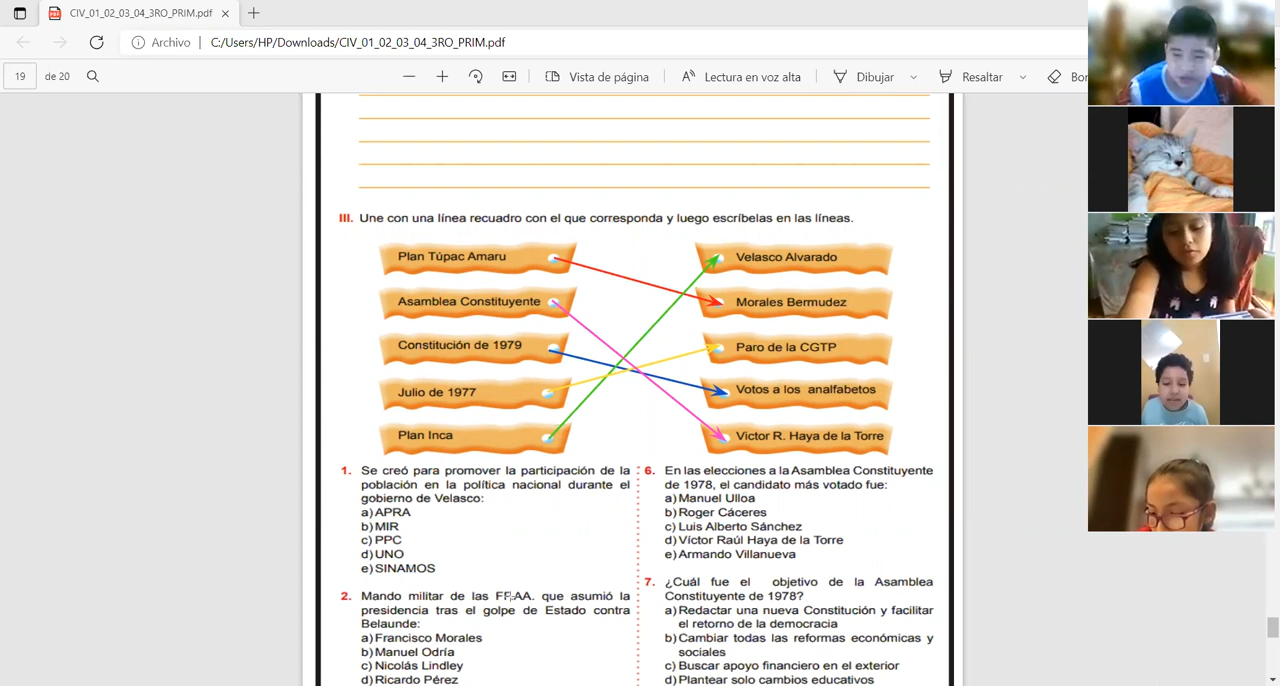 CIV_01_02_03_04_3RO_PRIM.pdf
Archivo | C:/Users/HP/Downloads/CIV_01_02_03_04_3RO_PRIM.pdf
19 de 20 Vista de página Lectura en voz alta Dibujar Resaltar
III. Une con una línea recuadro con el que corresponda y luego escríbelas en las líneas.
Plan Túpac Amaru
Asamblea Constituyente
Constitución de 1979
Julio de 1977
Plan Inca
Velasco Alvarado
Morales Bermudez
Paro de la CGTP
Votos a los analfabetos
Victor R. Haya de la Torre
1. Se creó para promover la participación de la
población en la política nacional durante el
gobierno de Velasco:
a) APRA
b) MIR
c) PPC
d) UNO
e) SINAMOS
2. Mando militar de las FF.AA. que asumió la
presidencia tras el golpe de Estado contra
Belaunde:
a) Francisco Morales
b) Manuel Odría
c) Nicolás Lindley
d) Ricardo Pérez
6. En las elecciones a la Asamblea Constituyente
de 1978, el candidato más votado fue:
a) Manuel Ulloa
b) Roger Cáceres
c) Luis Alberto Sánchez
d) Víctor Raúl Haya de la Torre
e) Armando Villanueva
7. ¿Cuál fue el objetivo de la Asamblea
Constituyente de 1978?
a) Redactar una nueva Constitución y facilitar
el retorno de la democracia
b) Cambiar todas las reformas económicas y
sociales
c) Buscar apoyo financiero en el exterior
d) Plantear solo cambios educativos